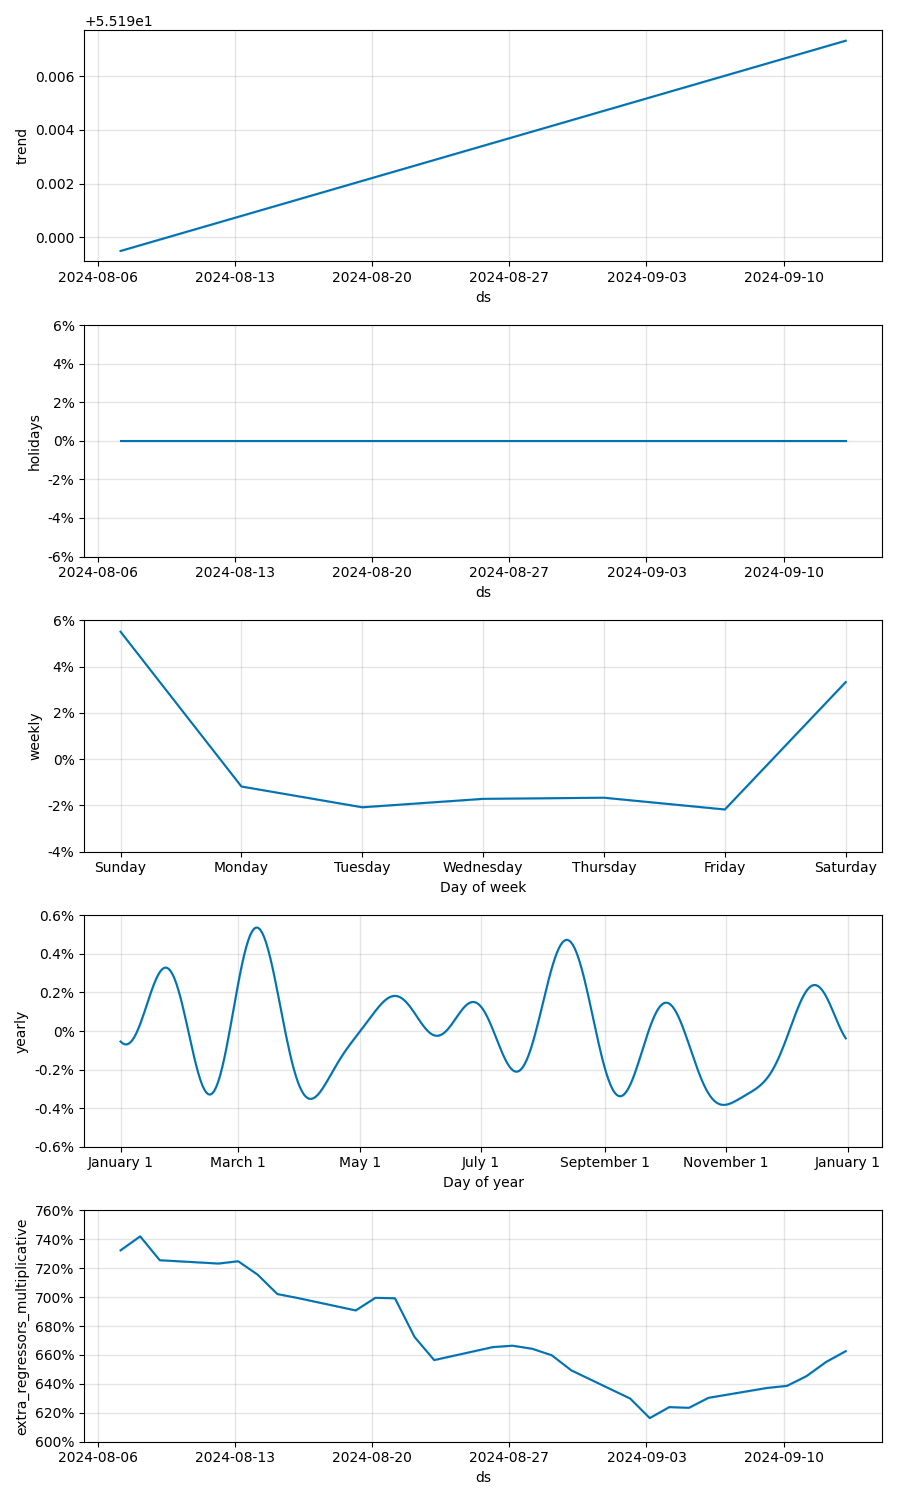 +5.519e1
0.006
0.004
0.002
0.000
trend
2024-08-06 2024-08-13 2024-08-20 2024-08-27 2024-09-03 2024-09-10
ds
6%
4%
2%
0%
-2%
-4%
-6%
holidays
2024-08-06 2024-08-13 2024-08-20 2024-08-27 2024-09-03 2024-09-10
ds
6%
4%
2%
0%
-2%
-4%
weekly
Sunday Monday Tuesday Wednesday Thursday Friday Saturday
Day of week
0.6%
0.4%
0.2%
0%
-0.2%
-0.4%
-0.6%
yearly
January 1 March 1 May 1 July 1 September 1 November 1 January 1
Day of year
760%
740%
720%
700%
680%
660%
640%
620%
600%
extra_regressors_multiplicative
2024-08-06 2024-08-13 2024-08-20 2024-08-27 2024-09-03 2024-09-10
ds